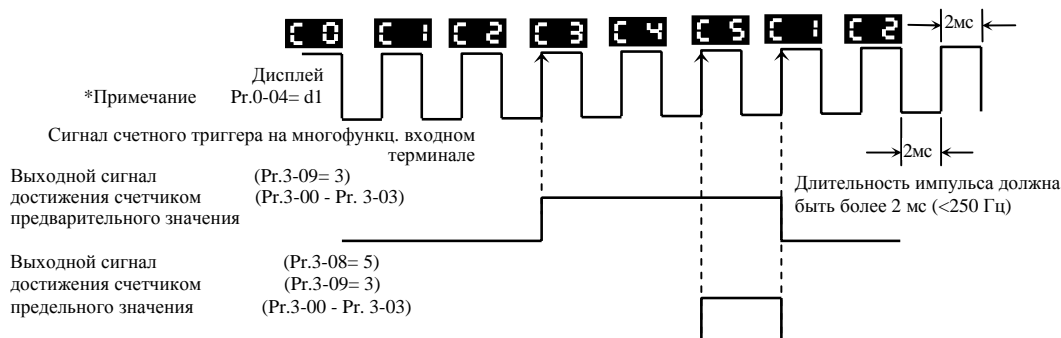 C 0 C 1 C 2 C 3 C 4 C 5 C 1 C 2 2мс
Дисплей
*Примечание Pr.0-04= d1
Сигнал счетного триггера на многофункц. входном
терминале
2мс
Выходной сигнал (Pr.3-09= 3)
достижения счетчиком (Pr.3-00 - Pr. 3-03)
предварительного значения
Длительность импульса должна
быть более 2 мс (<250 Гц)
Выходной сигнал (Pr.3-08= 5)
достижения счетчиком (Pr.3-09= 3)
предельного значения (Pr.3-00 - Pr. 3-03)